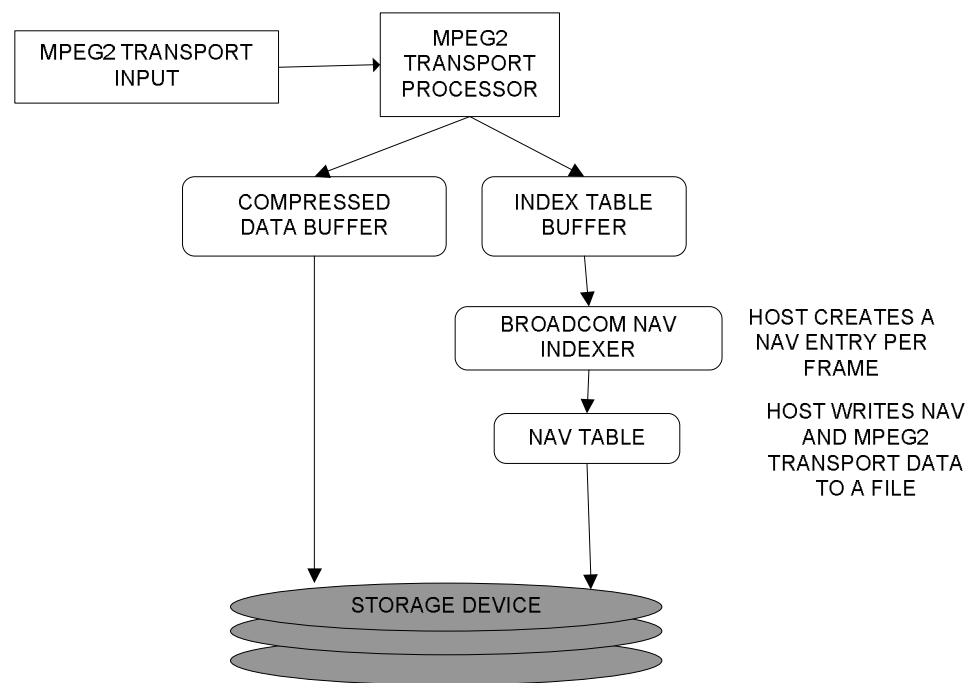 MPEG2 TRANSPORT
INPUT
MPEG2
TRANSPORT
PROCESSOR
COMPRESSED
DATA BUFFER
INDEX TABLE
BUFFER
BROADCOM NAV
INDEXER
HOST CREATES A
NAV ENTRY PER
FRAME
NAV TABLE
HOST WRITES NAV
AND MPEG2
TRANSPORT DATA
TO A FILE
STORAGE DEVICE